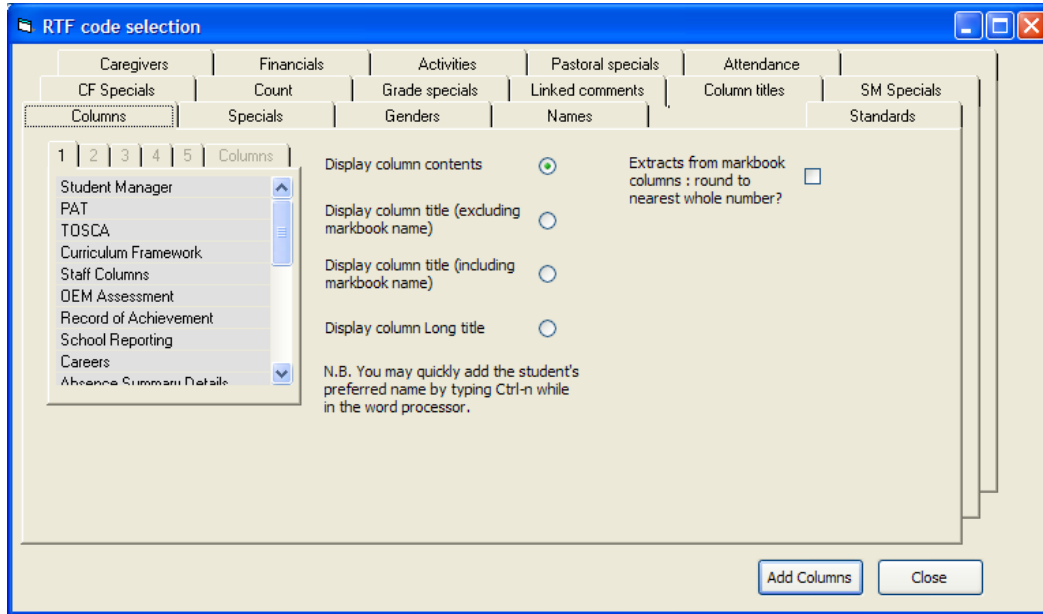 RTF code selection
Caregivers Financials Activities Pastoral specials Attendance
CF Specials Count Grade specials Linked comments Column titles SM Specials
Columns Specials Genders Names Standards
1 2 3 4 5 Columns
Student Manager
PAT
TOSCA
Curriculum Framework
Staff Columns
OEM Assessment
Record of Achievement
School Reporting
Careers
Absence Summary Details
Display column contents
Display column title (excluding
markbook name)
Display column title (including
markbook name)
Display column Long title
N.B. You may quickly add the student's
preferred name by typing Ctrl-n while
in the word processor.
Extracts from markbook
columns : round to
nearest whole number?
Add Columns Close